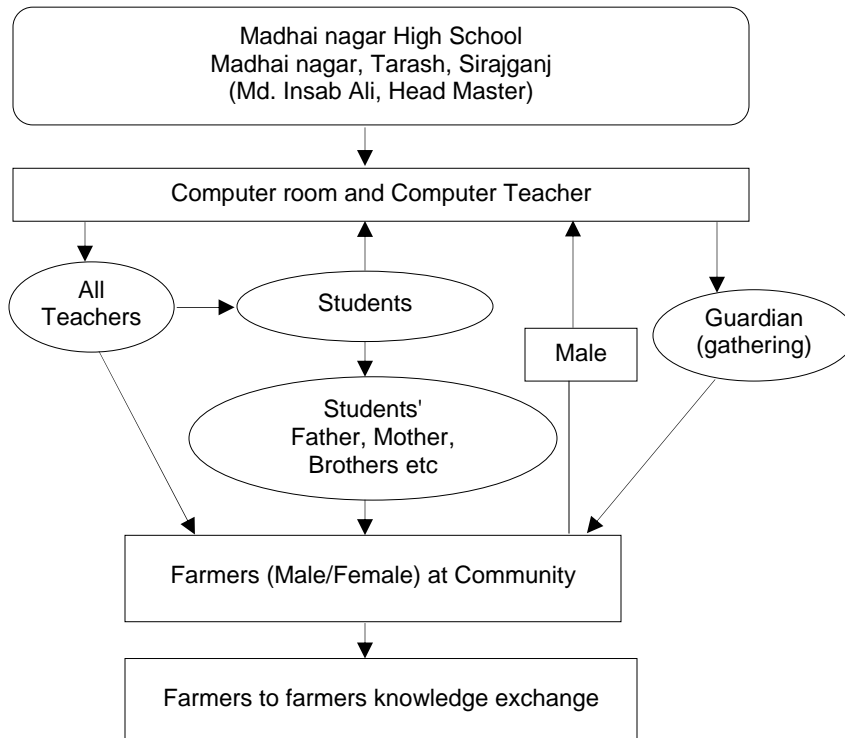 Madhai nagar High School
Madhai nagar, Tarash, Sirajganj
(Md. Insab Ali, Head Master)
Computer room and Computer Teacher
All
Teachers
Students
Male
Guardian
(gathering)
Students'
Father, Mother,
Brothers etc
Farmers (Male/Female) at Community
Farmers to farmers knowledge exchange